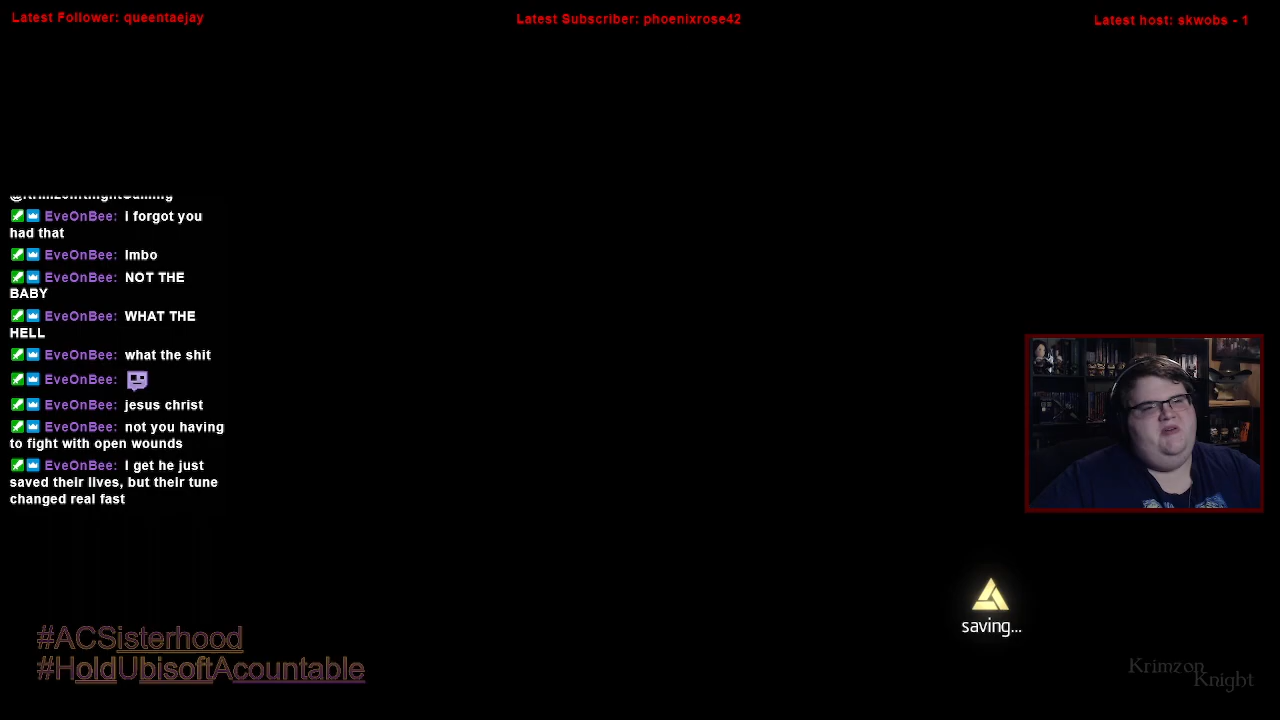 Latest Follower: queentaejay
Latest Subscriber: phoenixrose42
Latest host: skwobs - 1
EveOnBee: i forgot you
had that
EveOnBee: lmbo
EveOnBee: NOT THE
BABY
EveOnBee: WHAT THE
HELL
EveOnBee: what the shit
EveOnBee:
EveOnBee: jesus christ
EveOnBee: not you having
to fight with open wounds
EveOnBee: I get he just
saved their lives, but their tune
changed real fast
saving...
#ACSisterhood
#HoldUbisoftAcountable
Krimzon
Knight